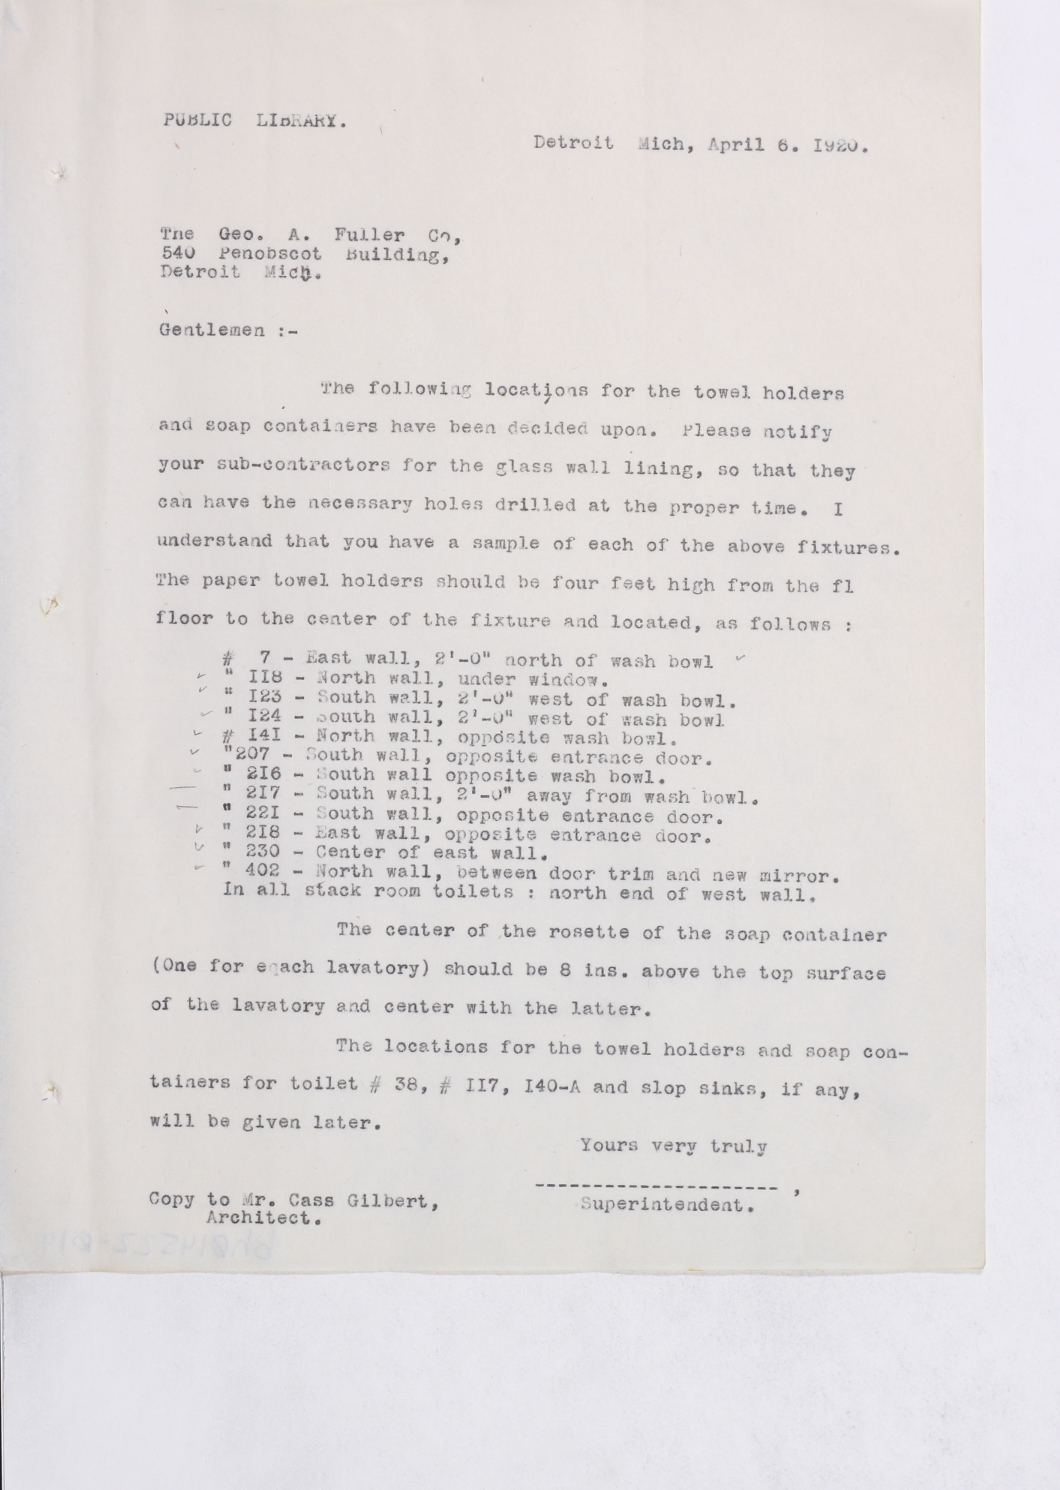 PUBLIC LIBRARY.
Detroit Mich, April 6. I920.
The Geo. A. Fuller Co,
540 Penobscot Building,
Detroit Mich.
Gentlemen :-
The following locations for the towel holders
and soap containers have been decided upon. Please notify
your sub-contractors for the glass wall lining, so that they
can have the necessary holes drilled at the proper time. I
understand that you have a sample of each of the above fixtures.
The paper towel holders should be four feet high from the fl
floor to the center of the fixture and located, as follows :
# 7 - East wall, 2'-0" north of wash bowl ✓
✓ " II8 - North wall, under window.
✓ " I23 - South wall, 2'-0" west of wash bowl.
✓ " I24 - South wall, 2'-0" west of wash bowl
✓ # I4I - North wall, opposite wash bowl.
✓ "207 - South wall, opposite entrance door.
✓ " 2I6 - South wall opposite wash bowl.
— " 2I7 - South wall, 2'-0" away from wash bowl.
— " 22I - South wall, opposite entrance door.
✓ " 2I8 - East wall, opposite entrance door.
✓ " 230 - Center of east wall.
✓ " 402 - North wall, between door trim and new mirror.
In all stack room toilets : north end of west wall.
The center of the rosette of the soap container
(One for each lavatory) should be 8 ins. above the top surface
of the lavatory and center with the latter.
The locations for the towel holders and soap con-
tainers for toilet # 38, # II7, I40-A and slop sinks, if any,
will be given later.
Yours very truly
--------------------- ,
Superintendent.
Copy to Mr. Cass Gilbert,
Architect.